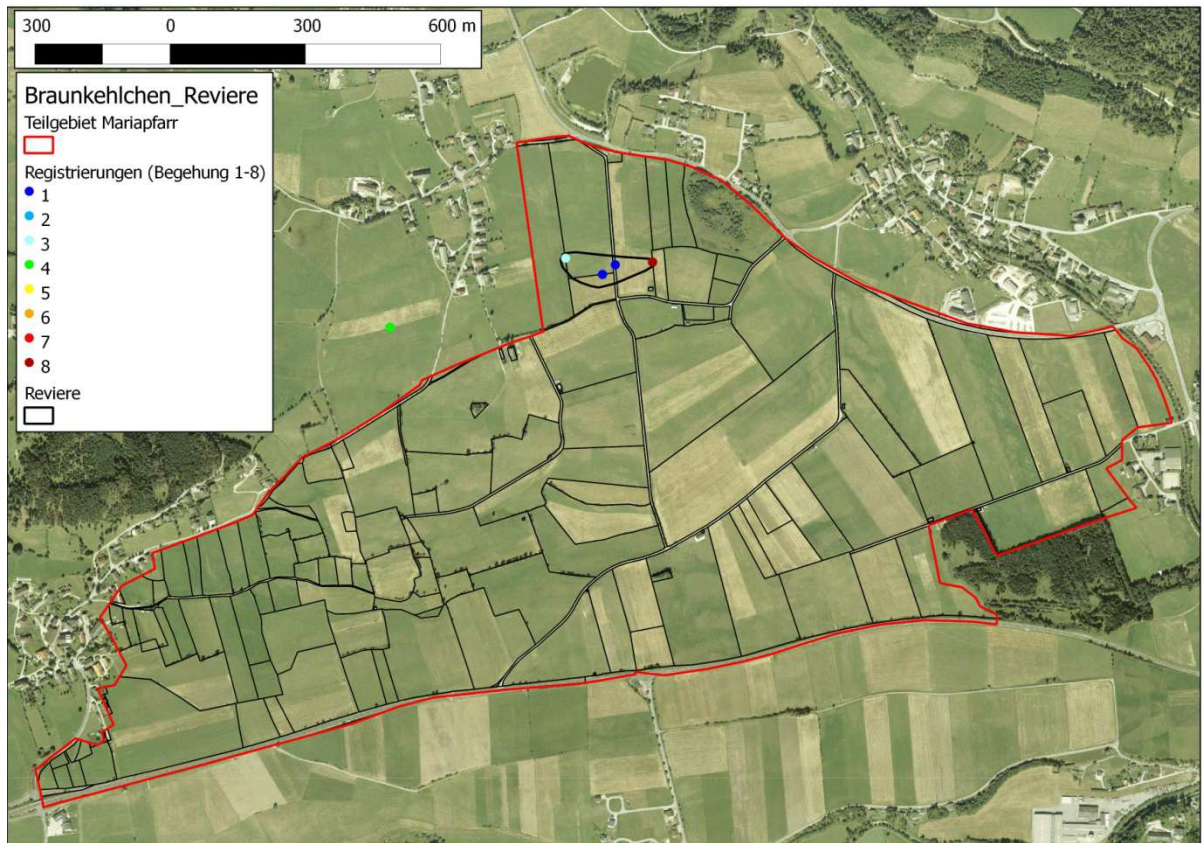 300 0 300 600 m
Braunkehlchen_Reviere
Teilgebiet Mariapfarr
Registrierungen (Begehung 1-8)
1
2
3
4
5
6
7
8
Reviere